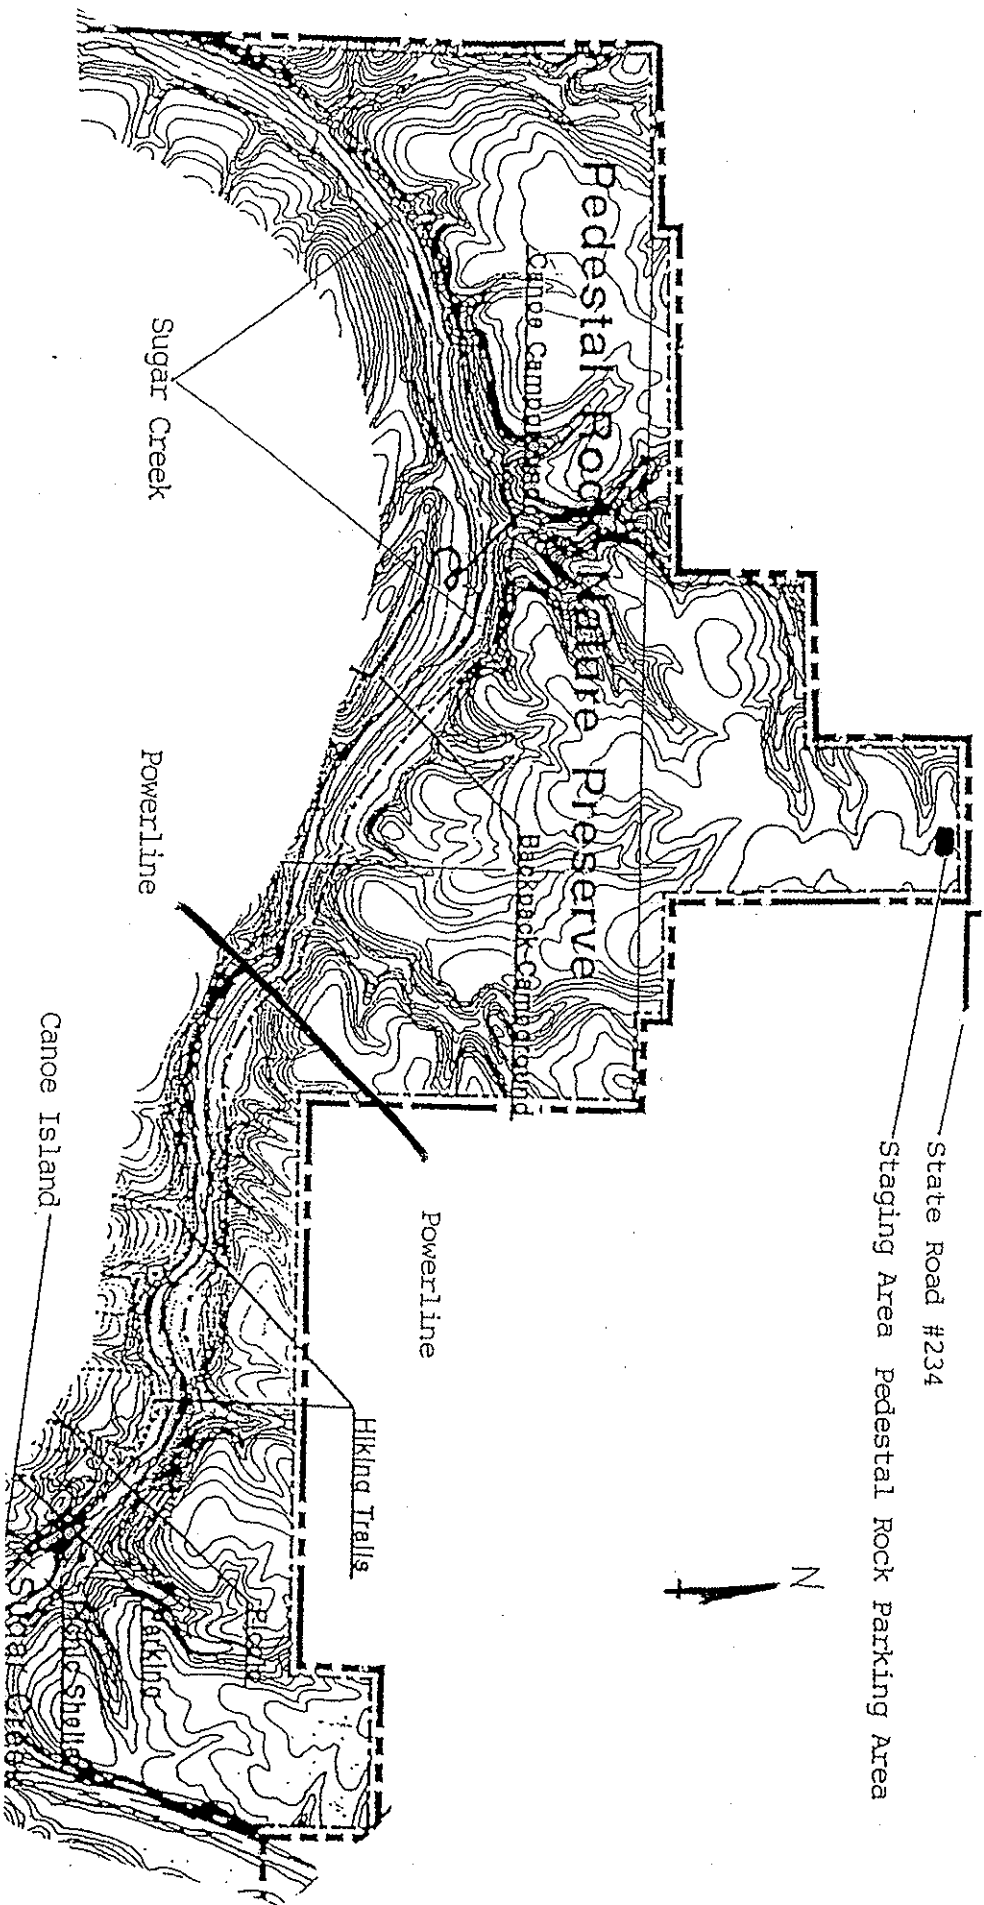 State Road #234
Staging Area Pedestal Rock Parking Area
Pedestal Rock Nature Preserve
Canoe Campground
Backpack Campground
Sugar Creek
Powerline
Powerline
Hiking Trails
Canoe Island
Picnic
Parking
Picnic Shelter
Sugar Creek
N